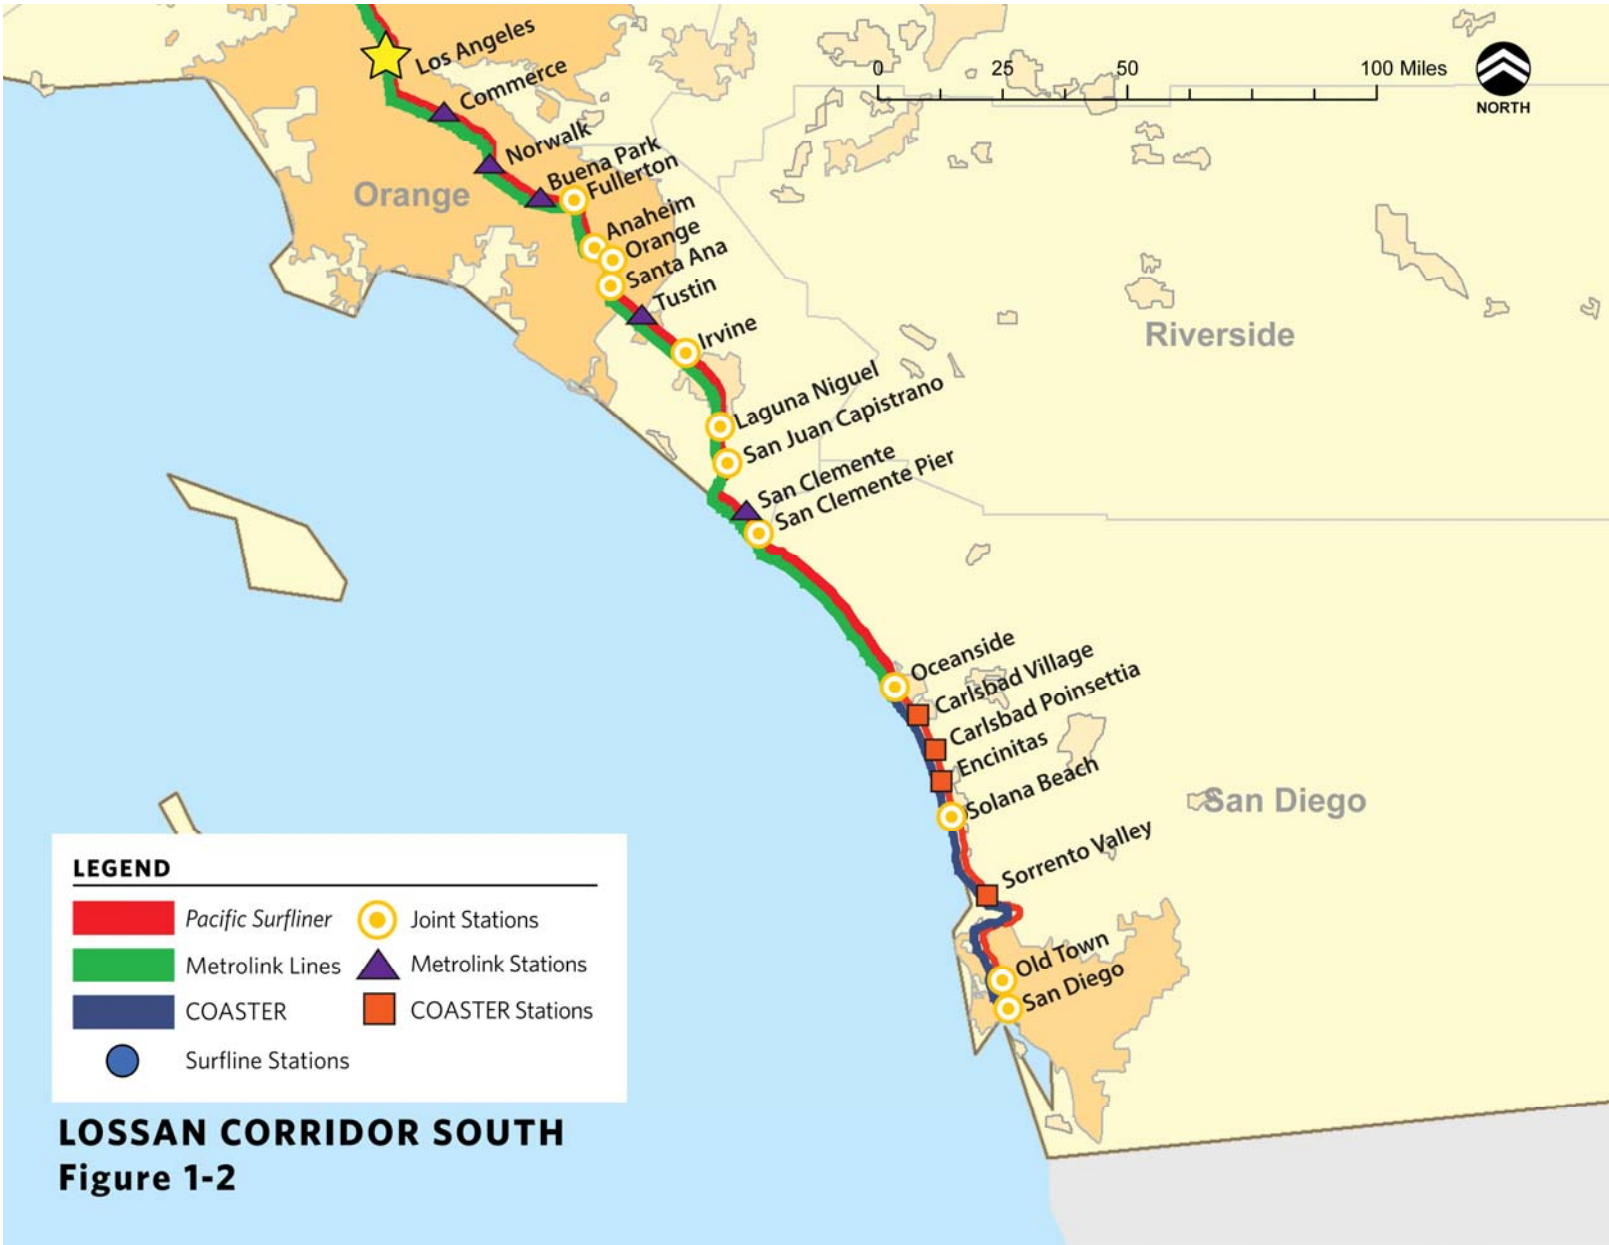 Los Angeles
Commerce
Norwalk
Buena Park
Fullerton
Anaheim
Orange
Santa Ana
Tustin
Irvine
Laguna Niguel
San Juan Capistrano
San Clemente
San Clemente Pier
Oceanside
Carlsbad Village
Carlsbad Poinsettia
Encinitas
Solana Beach
Sorrento Valley
Old Town
San Diego
Orange
Riverside
San Diego
0 25 50 100 Miles
NORTH
LEGEND
Pacific Surfliner Joint Stations
Metrolink Lines Metrolink Stations
COASTER COASTER Stations
Surfline Stations
LOSSAN CORRIDOR SOUTH
Figure 1-2